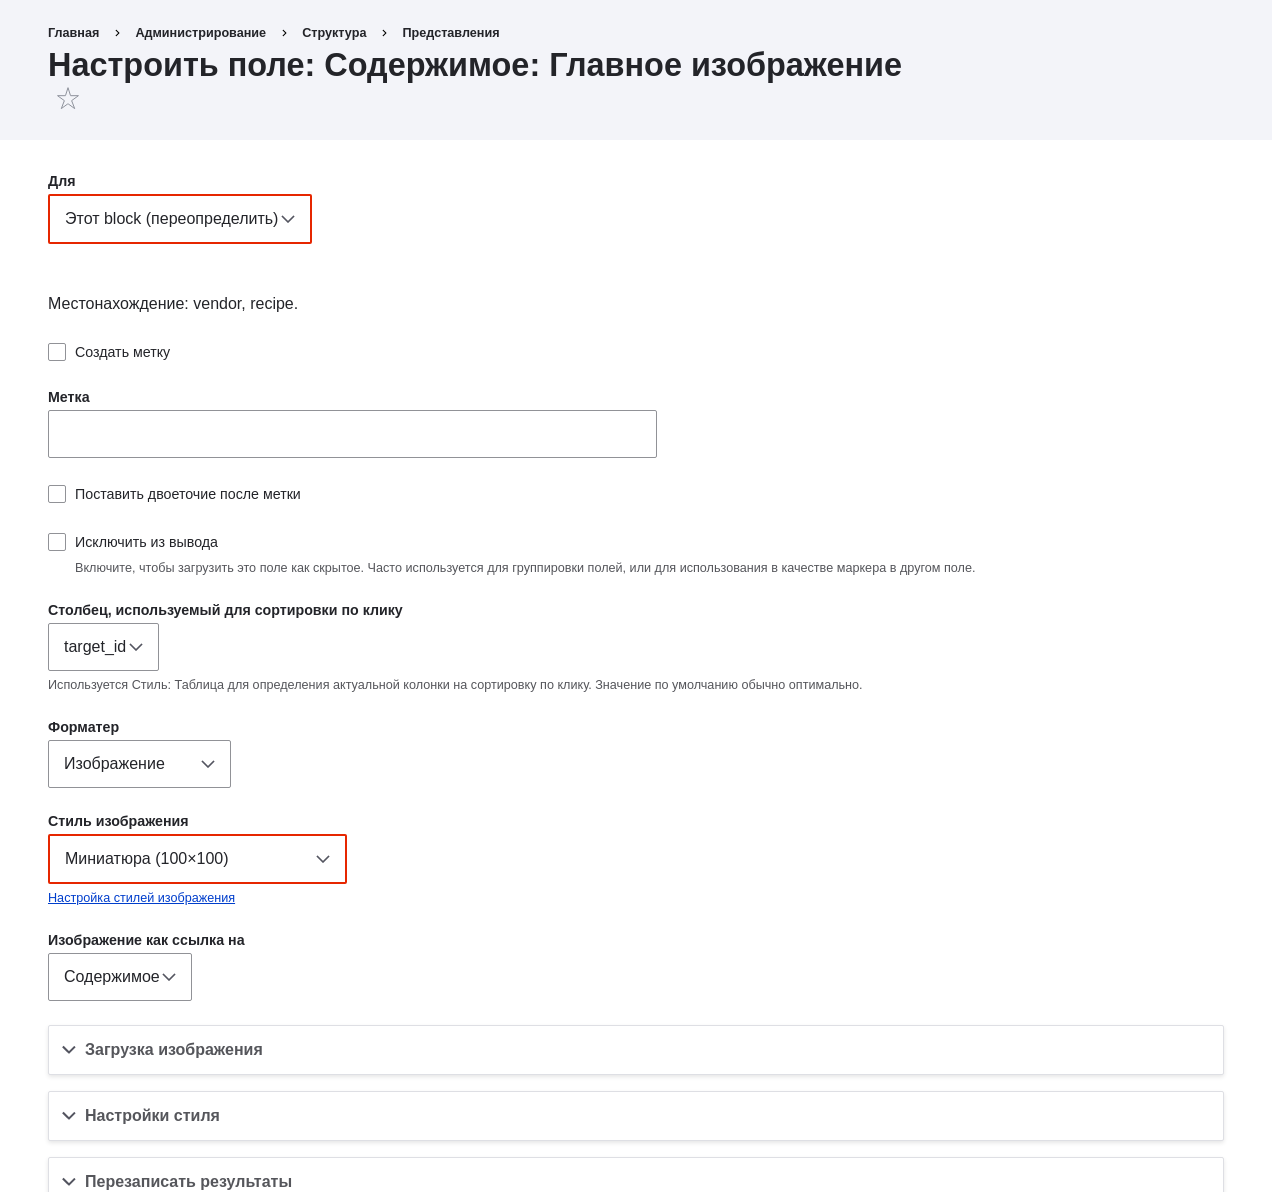 Главная › Администрирование › Структура › Представления
Настроить поле: Содержимое: Главное изображение
Для
Этот block (переопределить)
Местонахождение: vendor, recipe.
Создать метку
Метка
Поставить двоеточие после метки
Исключить из вывода
Включите, чтобы загрузить это поле как скрытое. Часто используется для группировки полей, или для использования в качестве маркера в другом поле.
Столбец, используемый для сортировки по клику
target_id
Используется Стиль: Таблица для определения актуальной колонки на сортировку по клику. Значение по умолчанию обычно оптимально.
Форматер
Изображение
Стиль изображения
Миниатюра (100×100)
Настройка стилей изображения
Изображение как ссылка на
Содержимое
Загрузка изображения
Настройки стиля
Перезаписать результаты